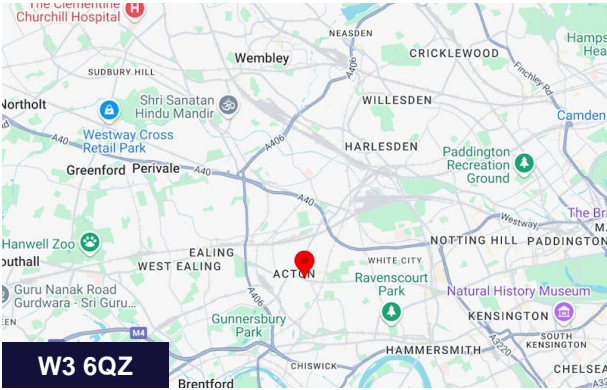 The Clementine
Churchill Hospital
H
NEASDEN
Wembley
A406
CRICKLEWOOD
Finchley Rd
SUDBURY HILL
Northolt
Shri Sanatan
Hindu Mandir
WILLESDEN
Camden
Westway Cross
Retail Park
A40
A406
HARLESDEN
Paddington
Recreation
Ground
Greenford
Perivale
A40
A40
Westway
The
Hanwell Zoo
NOTTING HILL
PADDINGTON
EALING
WEST EALING
ACTON
WHITE CITY
Ravenscourt
Park
Guru Nanak Road
Gurdwara - Sri Guru...
A406
Natural History Museum
KENSINGTON
Gunnersbury
Park
M4
HAMMERSMITH
A3220
SOUTH
KENSINGTON
W3 6QZ
CHISWICK
Brentford
CHELSEA